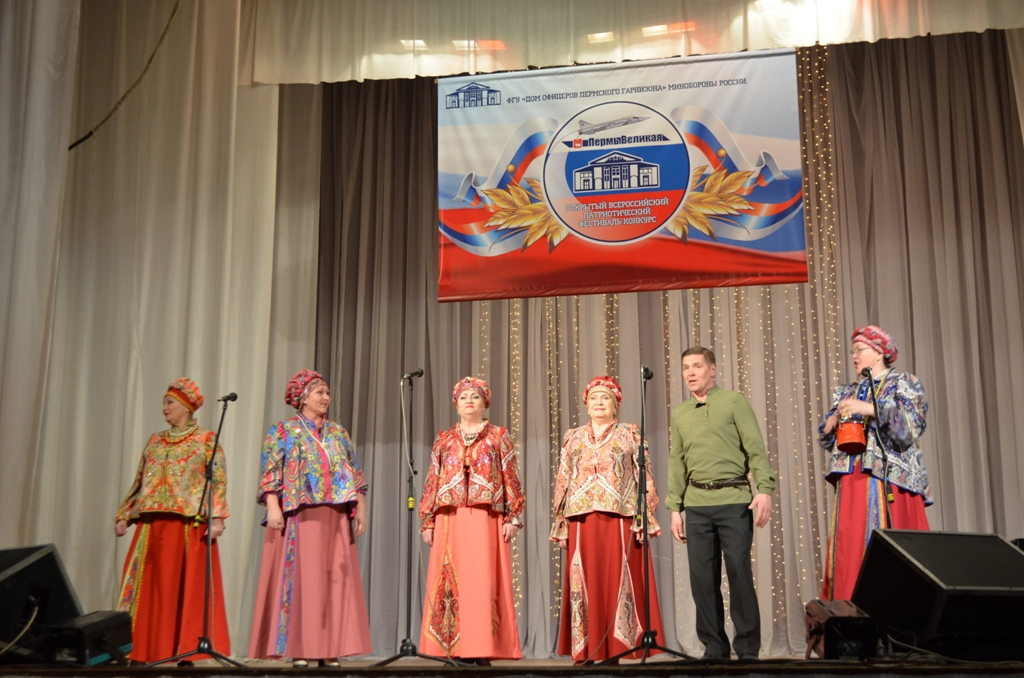 ФГУ «ДОМ ОФИЦЕРОВ ПЕРМСКОГО ГАРНИЗОНА» МИНОБОРОНЫ РОССИИ
ПермьВеликая
ОТКРЫТЫЙ ВСЕРОССИЙСКИЙ
ПАТРИОТИЧЕСКИЙ
ФЕСТИВАЛЬ-КОНКУРС